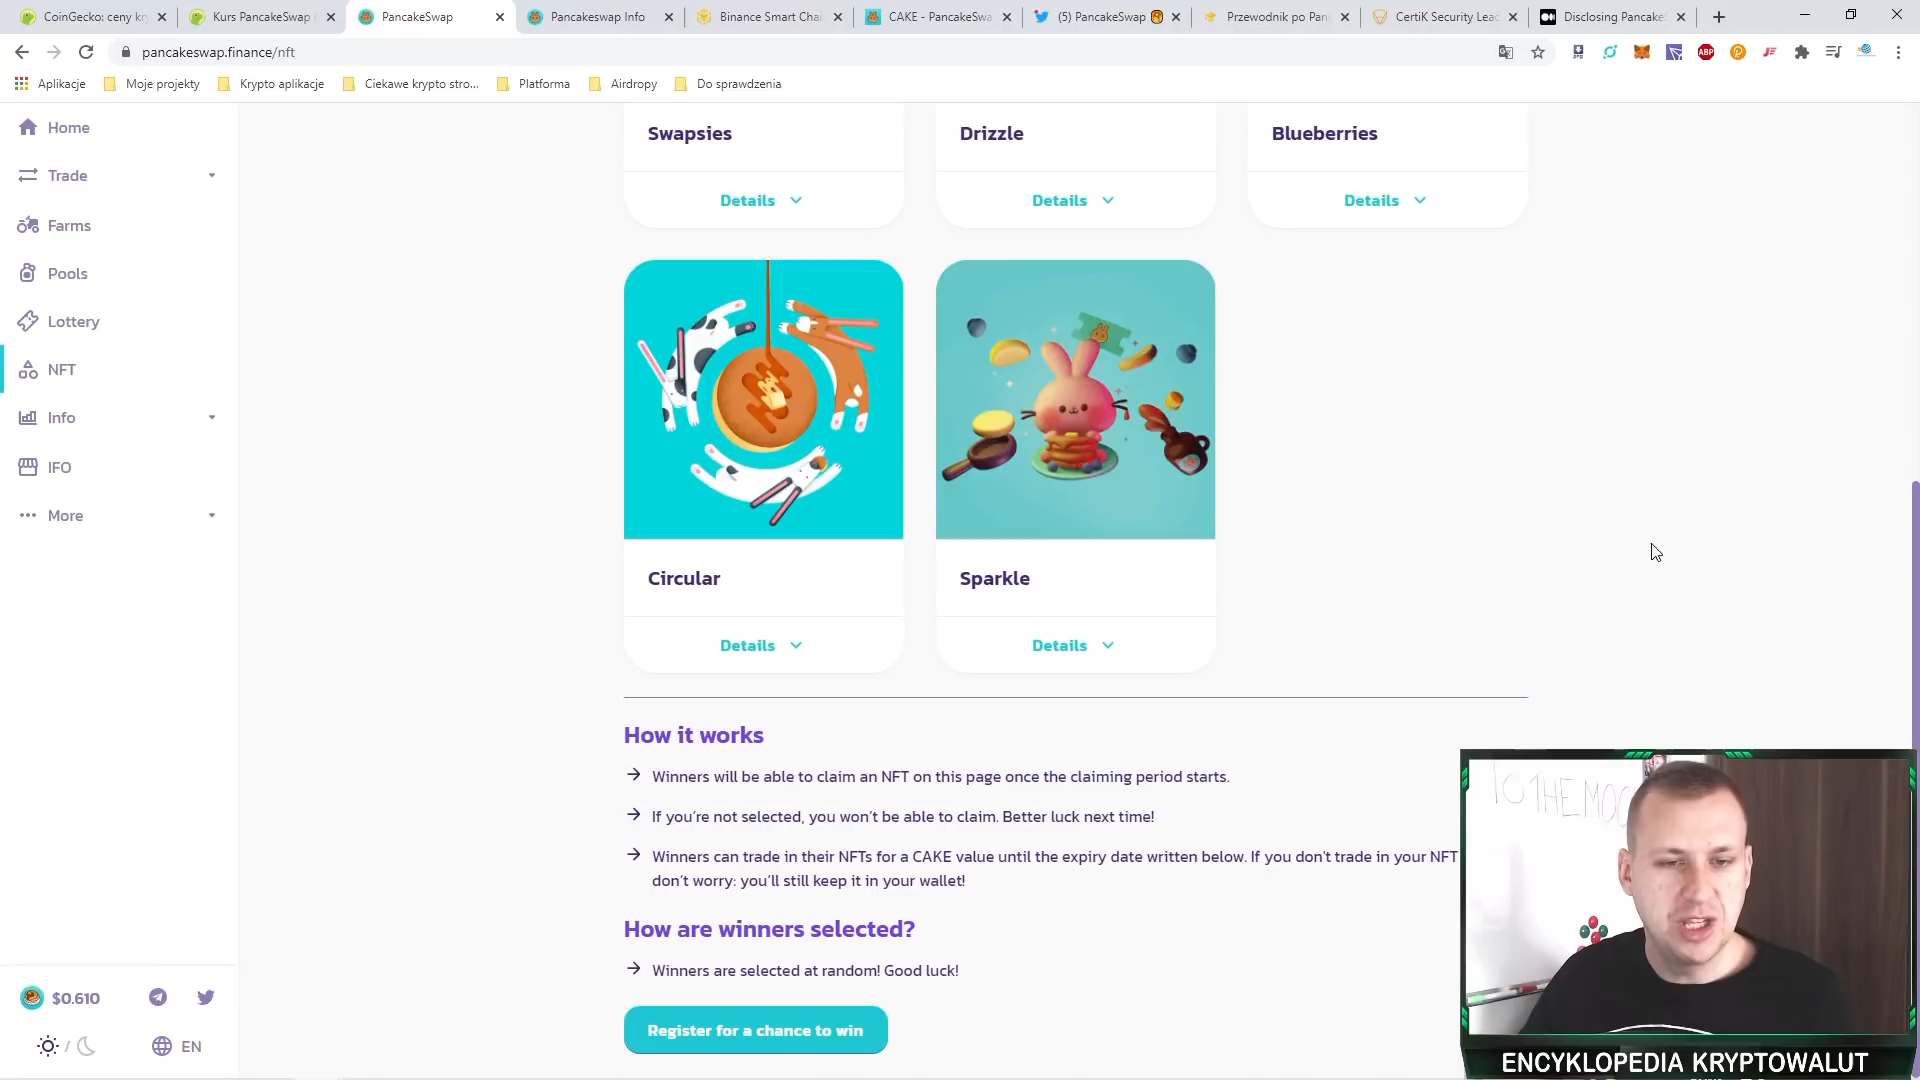 CoinGecko: ceny kr
Kurs PancakeSwap (
PancakeSwap
Pancakeswap Info
Binance Smart Chai
CAKE - PancakeSwa
(5) PancakeSwap
Przewodnik po Pan
CertiK Security Lea
Disclosing Pancake
pancakeswap.finance/nft
Aplikacje
Moje projekty
Krypto aplikacje
Ciekawe krypto stro...
Platforma
Airdropy
Do sprawdzenia
ABP
Home
Trade
Farms
Pools
Lottery
NFT
Info
IFO
More
$0.610
/
EN
Swapsies
Drizzle
Blueberries
Details
Details
Details
Circular
Sparkle
Details
Details
How it works
Winners will be able to claim an NFT on this page once the claiming period starts.
If you're not selected, you won't be able to claim. Better luck next time!
Winners can trade in their NFTs for a CAKE value until the expiry date written below. If you don't trade in your NFT
don't worry: you'll still keep it in your wallet!
How are winners selected?
Winners are selected at random! Good luck!
Register for a chance to win
TO THE MOO
ENCYKLOPEDIA KRYPTOWALUT